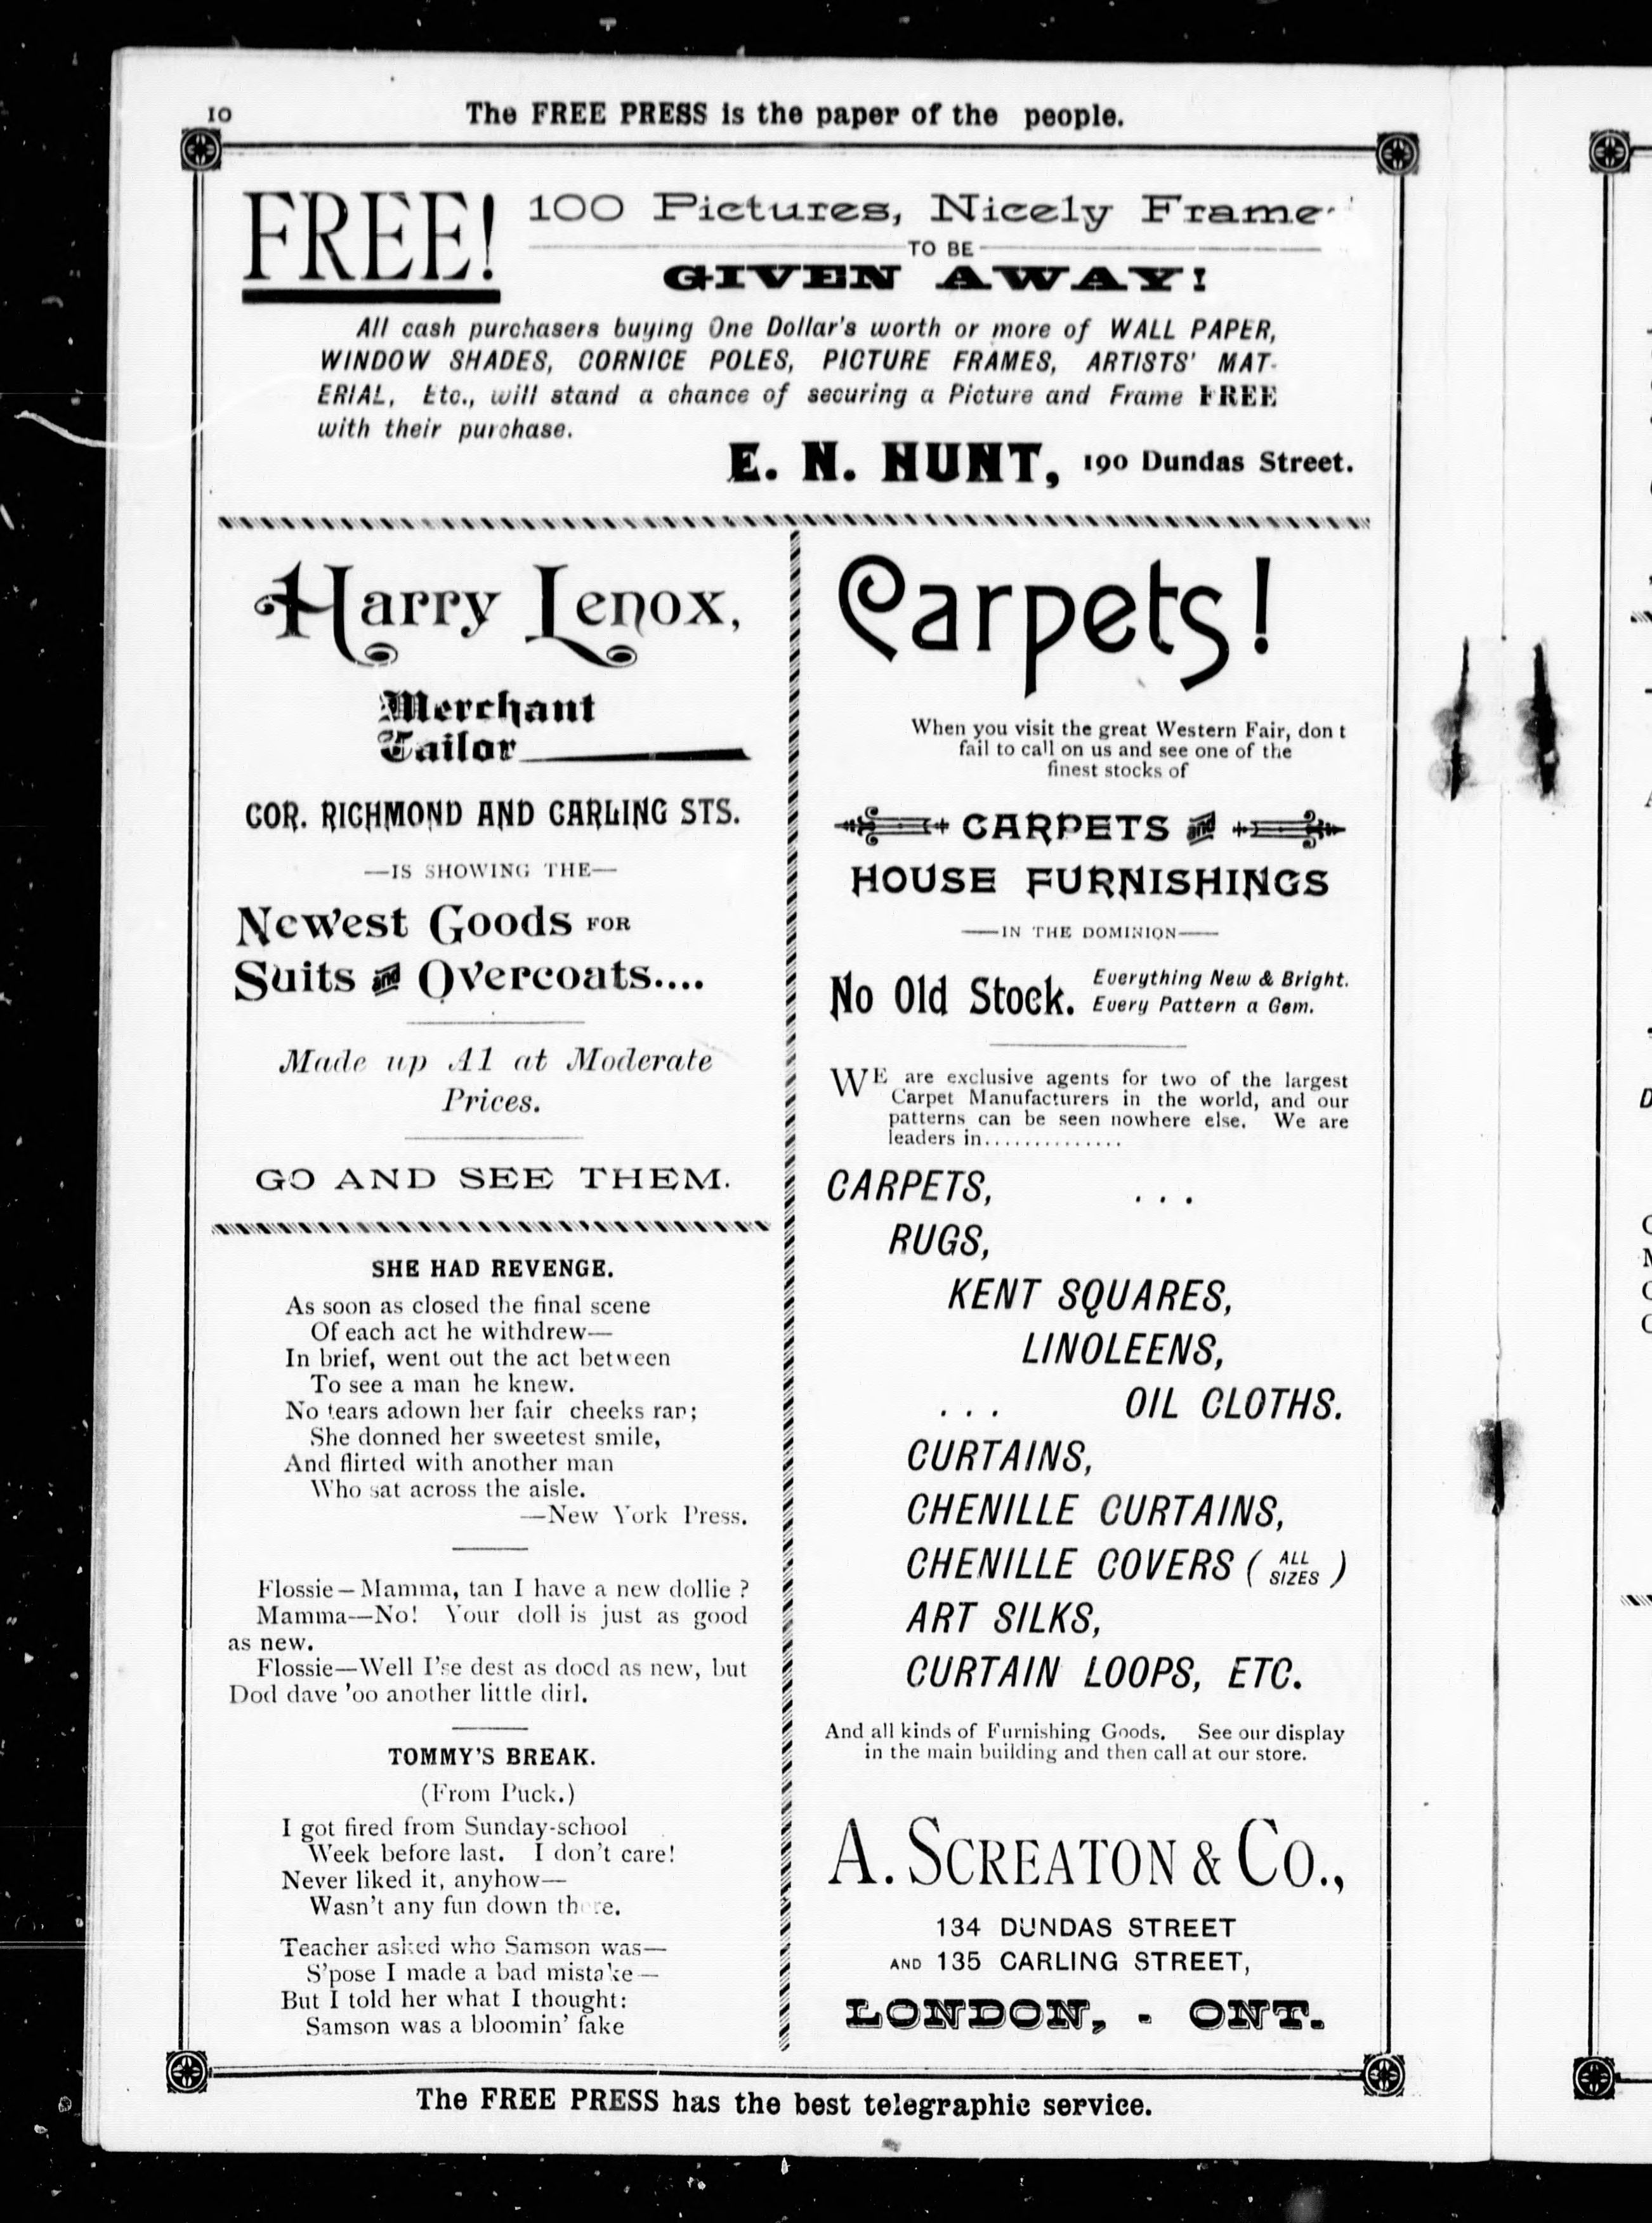 10
The FREE PRESS is the paper of the people.
FREE!
100 Pictures, Nicely Frame
TO BE
GIVEN AWAY!
All cash purchasers buying One Dollar's worth or more of WALL PAPER,
WINDOW SHADES, CORNICE POLES, PICTURE FRAMES, ARTISTS' MAT-
ERIAL, Etc., will stand a chance of securing a Picture and Frame FREE
with their purchase.
E. N. HUNT, 190 Dundas Street.
Harry Lenox,
Merchant
Tailor
COR. RICHMOND AND CARLING STS.
—IS SHOWING THE—
Newest Goods FOR
Suits and Overcoats....
Made up A1 at Moderate
Prices.
GO AND SEE THEM.
SHE HAD REVENGE.
As soon as closed the final scene
Of each act he withdrew—
In brief, went out the act between
To see a man he knew.
No tears adown her fair cheeks ran;
She donned her sweetest smile,
And flirted with another man
Who sat across the aisle.
—New York Press.
Flossie—Mamma, tan I have a new dollie ?
Mamma—No! Your doll is just as good
as new.
Flossie—Well I'se dest as docd as new, but
Dod dave 'oo another little dirl.
TOMMY'S BREAK.
(From Puck.)
I got fired from Sunday-school
Week before last. I don't care!
Never liked it, anyhow—
Wasn't any fun down there.
Teacher asked who Samson was—
S'pose I made a bad mistake—
But I told her what I thought:
Samson was a bloomin' fake
Carpets!
When you visit the great Western Fair, don t
fail to call on us and see one of the
finest stocks of
CARPETS and
HOUSE FURNISHINGS
—IN THE DOMINION—
No Old Stock.
Everything New & Bright.
Every Pattern a Gem.
WE are exclusive agents for two of the largest
Carpet Manufacturers in the world, and our
patterns can be seen nowhere else. We are
leaders in..............
CARPETS, ...
RUGS,
KENT SQUARES,
LINOLEENS,
... OIL CLOTHS.
CURTAINS,
CHENILLE CURTAINS,
CHENILLE COVERS ( ALL SIZES )
ART SILKS,
CURTAIN LOOPS, ETC.
And all kinds of Furnishing Goods. See our display
in the main building and then call at our store.
A. SCREATON & CO.,
134 DUNDAS STREET
AND 135 CARLING STREET,
LONDON, - ONT.
The FREE PRESS has the best telegraphic service.